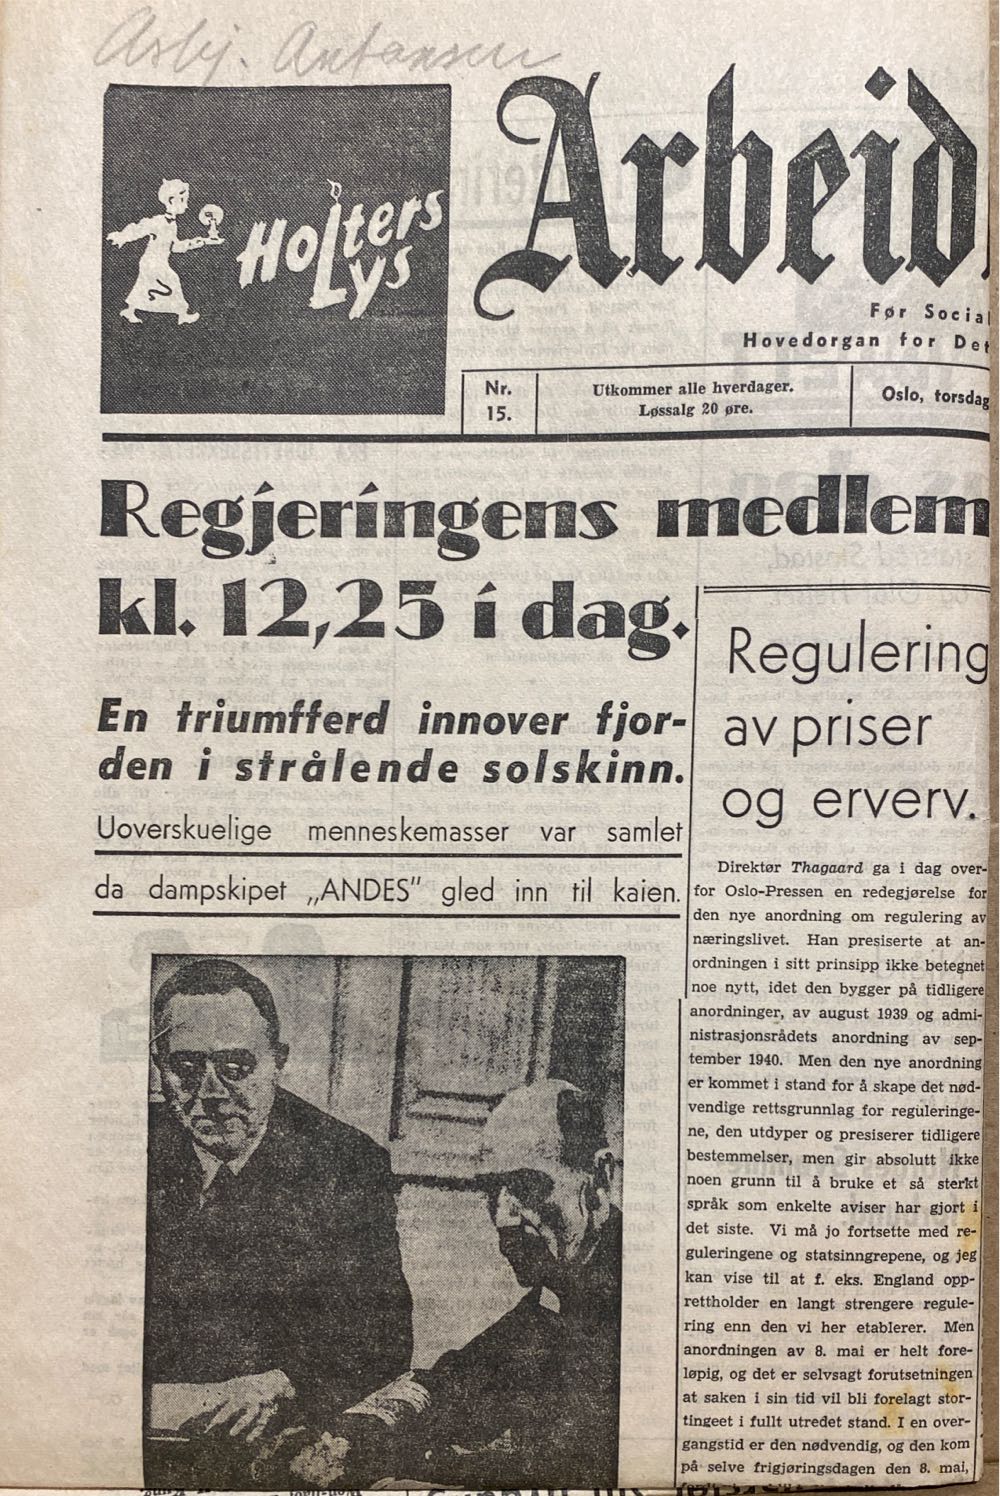 Asbj. Antonsen
Holters
Lys
Arbeid
Før Social
Hovedorgan for Det
Nr.
15.
Utkommer alle hverdager.
Løssalg 20 øre.
Oslo, torsdag
Regjeringens medlem
kl. 12,25 i dag.
En triumfferd innover fjor-
den i strålende solskinn.
Uoverskuelige menneskemasser var samlet
da dampskipet „ANDES" gled inn til kaien.
Regulering
av priser
og erverv.
Direktør Thagaard ga i dag over-
for Oslo-Pressen en redegjørelse for
den nye anordning om regulering av
næringslivet. Han presiserte at an-
ordningen i sitt prinsipp ikke betegnet
noe nytt, idet den bygger på tidligere
anordninger, av august 1939 og admi-
nistrasjonsrådets anordning av sep-
tember 1940. Men den nye anordning
er kommet i stand for å skape det nød-
vendige rettsgrunnlag for reguleringe-
ne, den utdyper og presiserer tidligere
bestemmelser, men gir absolutt ikke
noen grunn til å bruke et så sterkt
språk som enkelte aviser har gjort i
det siste. Vi må jo fortsette med re-
guleringene og statsinngrepene, og jeg
kan vise til at f. eks. England opp-
rettholder en langt strengere regule-
ring enn den vi her etablerer. Men
anordningen av 8. mai er helt fore-
løpig, og det er selvsagt forutsetningen
at saken i sin tid vil bli forelagt stor-
tingeet i fullt utredet stand. I en over-
gangstid er den nødvendig, og den kom
på selve frigjøringsdagen den 8. mai,